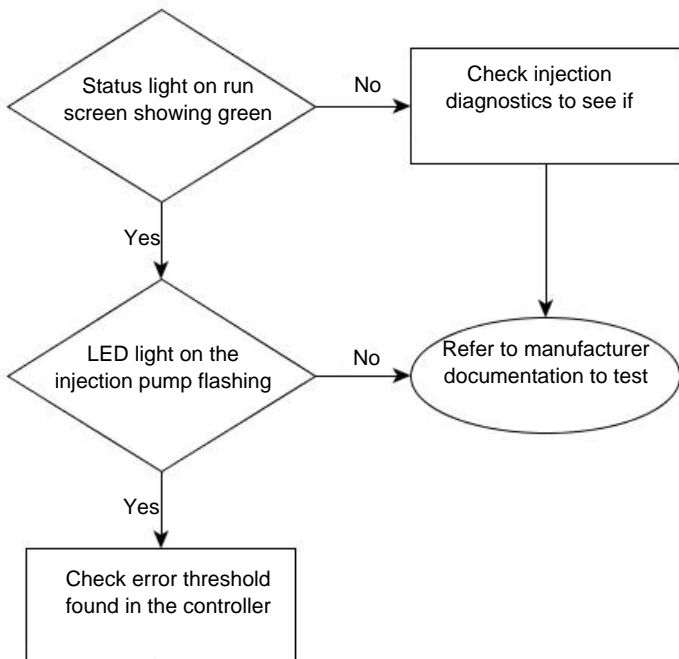 Status light on run
screen showing green
No
Check injection
diagnostics to see if
Yes
LED light on the
injection pump flashing
No
Refer to manufacturer
documentation to test
Yes
Check error threshold
found in the controller